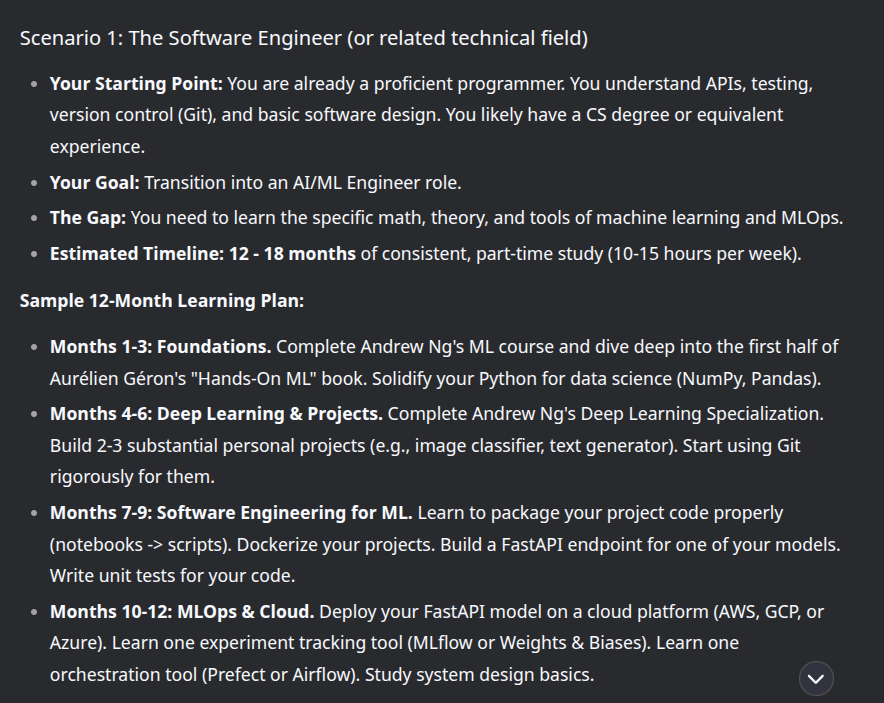 Scenario 1: The Software Engineer (or related technical field)
• Your Starting Point: You are already a proficient programmer. You understand APIs, testing,
version control (Git), and basic software design. You likely have a CS degree or equivalent
experience.
• Your Goal: Transition into an AI/ML Engineer role.
• The Gap: You need to learn the specific math, theory, and tools of machine learning and MLOps.
• Estimated Timeline: 12 - 18 months of consistent, part-time study (10-15 hours per week).
Sample 12-Month Learning Plan:
• Months 1-3: Foundations. Complete Andrew Ng's ML course and dive deep into the first half of
Aurélien Géron's "Hands-On ML" book. Solidify your Python for data science (NumPy, Pandas).
• Months 4-6: Deep Learning & Projects. Complete Andrew Ng's Deep Learning Specialization.
Build 2-3 substantial personal projects (e.g., image classifier, text generator). Start using Git
rigorously for them.
• Months 7-9: Software Engineering for ML. Learn to package your project code properly
(notebooks -> scripts). Dockerize your projects. Build a FastAPI endpoint for one of your models.
Write unit tests for your code.
• Months 10-12: MLOps & Cloud. Deploy your FastAPI model on a cloud platform (AWS, GCP, or
Azure). Learn one experiment tracking tool (MLflow or Weights & Biases). Learn one
orchestration tool (Prefect or Airflow). Study system design basics.